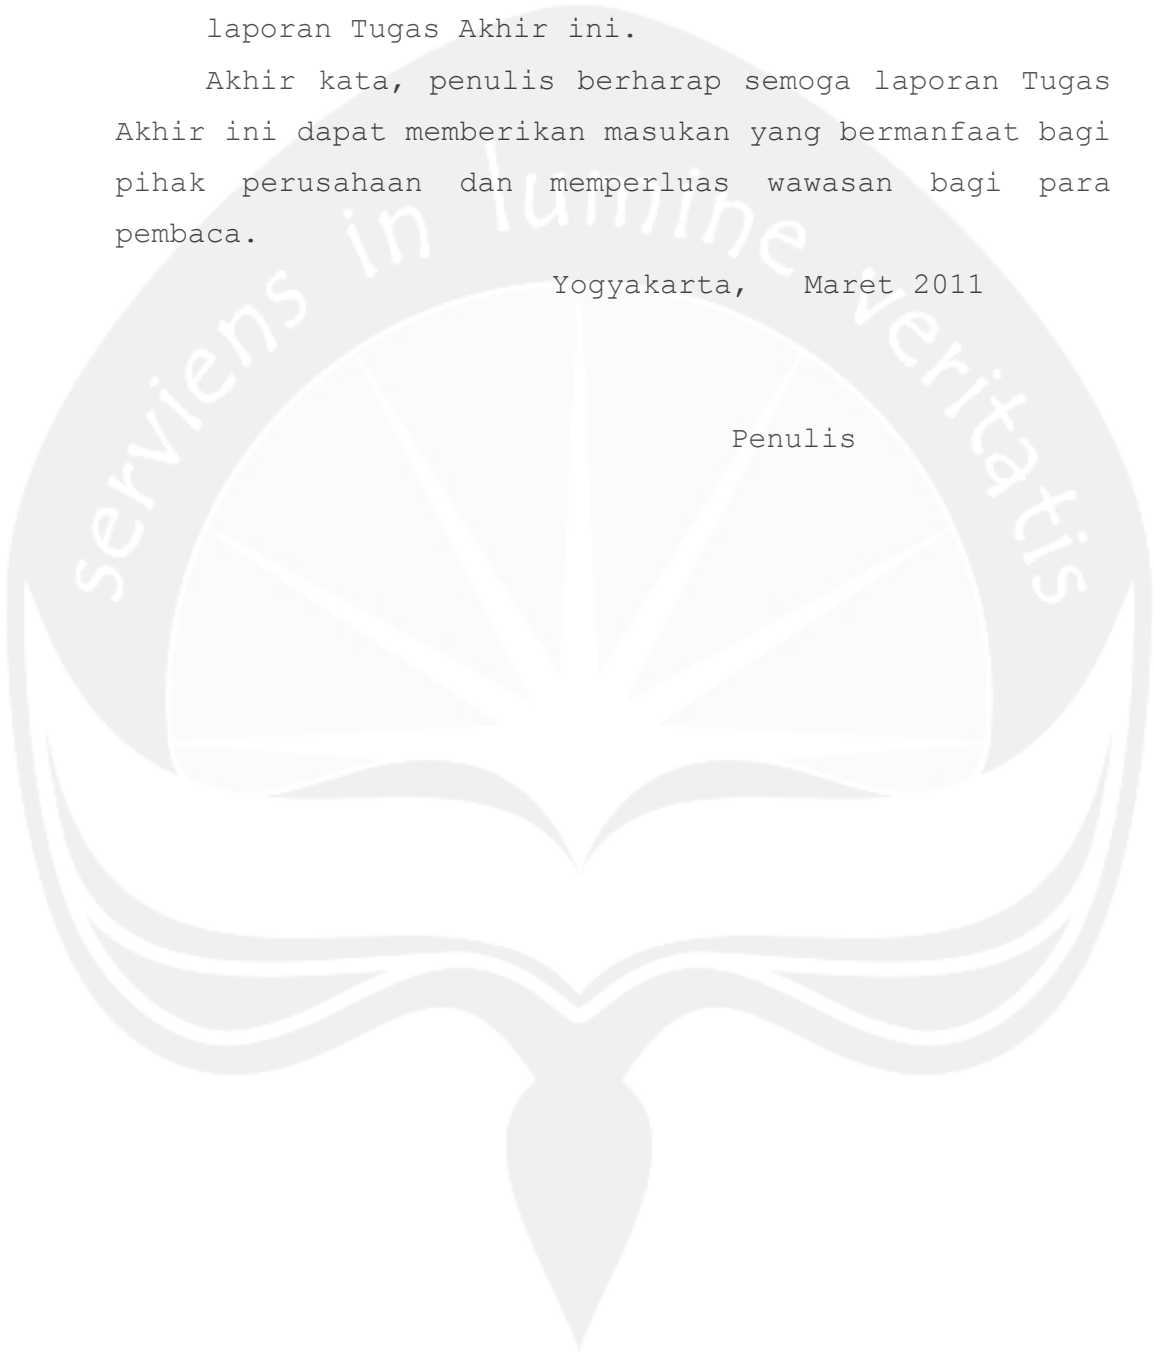 laporan Tugas Akhir ini.
Akhir kata, penulis berharap semoga laporan Tugas
Akhir ini dapat memberikan masukan yang bermanfaat bagi
pihak perusahaan dan memperluas wawasan bagi para
pembaca.
Yogyakarta, Maret 2011
Penulis
serviens in lumine veritatis